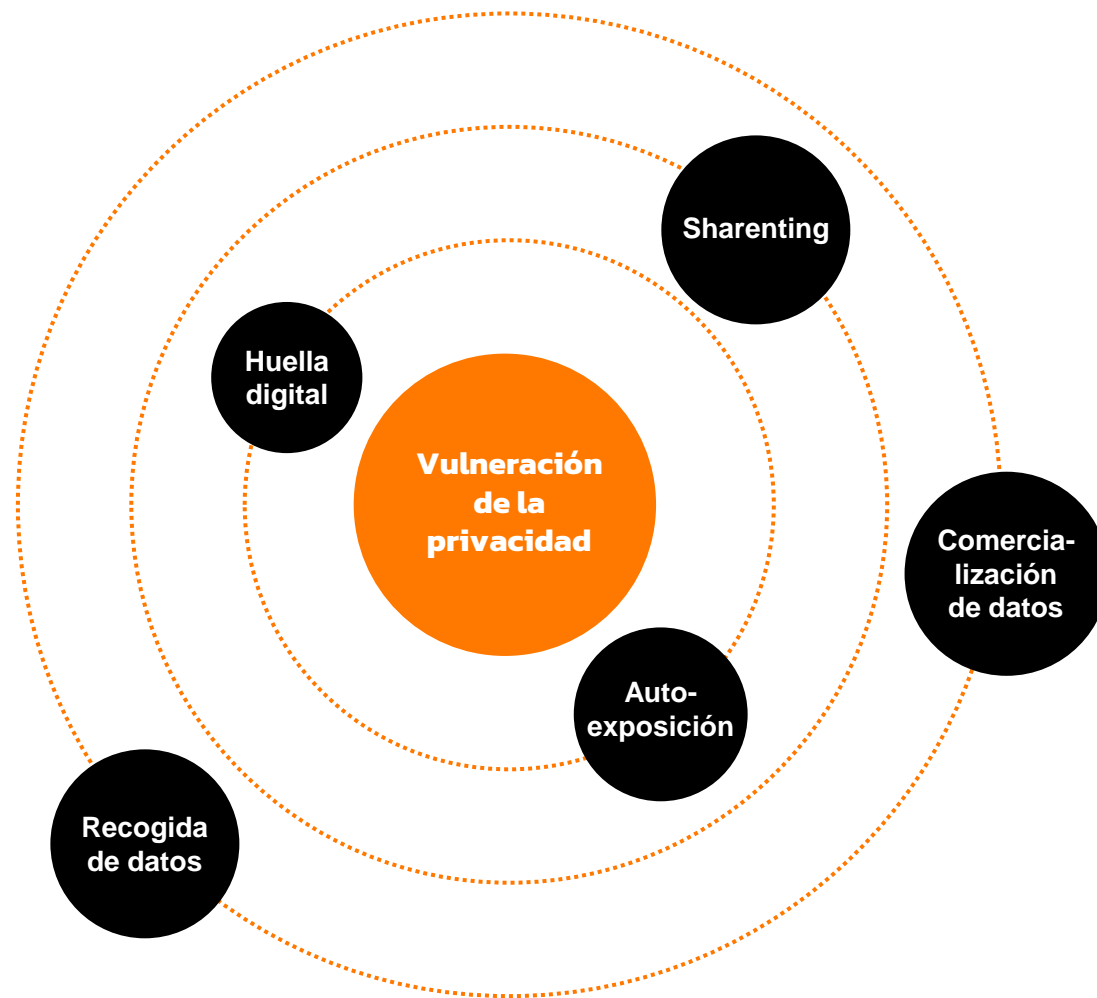 Sharenting
Huella
digital
Vulneración
de la
privacidad
Comercia-
lización
de datos
Auto-
exposición
Recogida
de datos